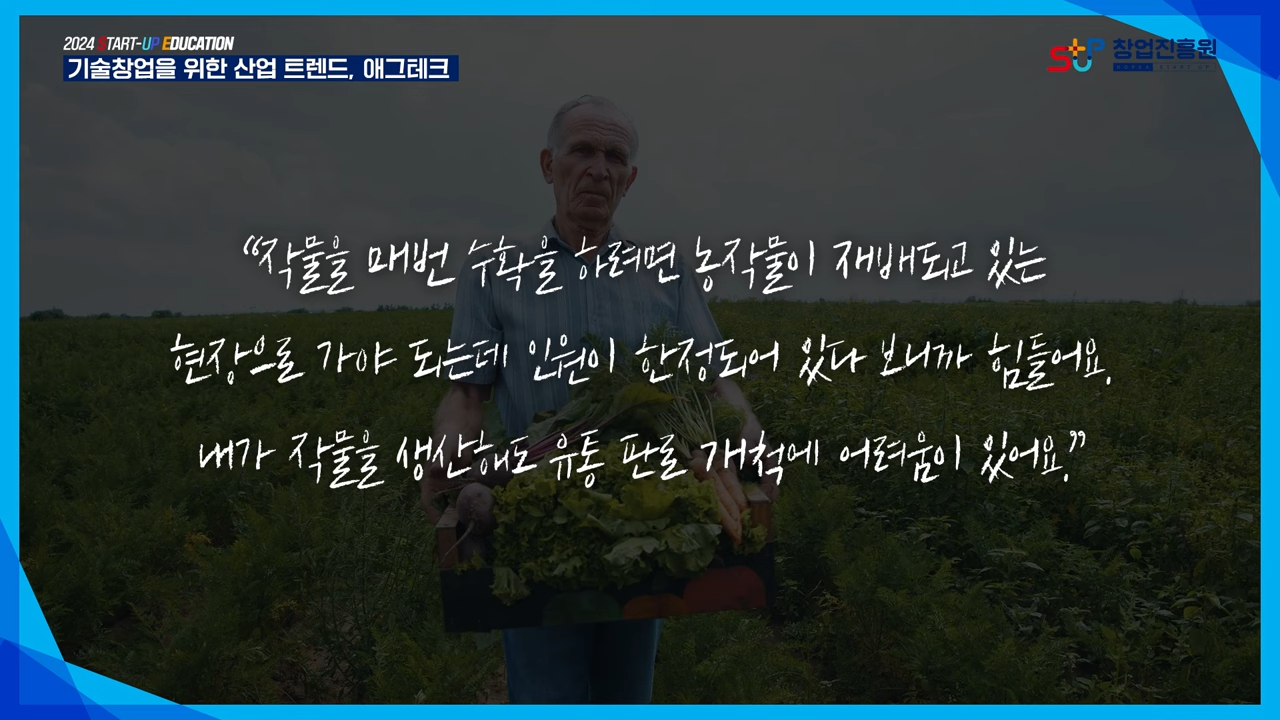 2024 START-UP EDUCATION
기술창업을 위한 산업 트렌드, 애그테크
창업진흥원
“작물을 매번 수확을 하려면 농작물이 재배되고 있는
현장으로 가야 되는데 인원이 한정되어 있다 보니까 힘들어요.
내가 작물을 생산해도 유통 판로 개척에 어려움이 있어요.”